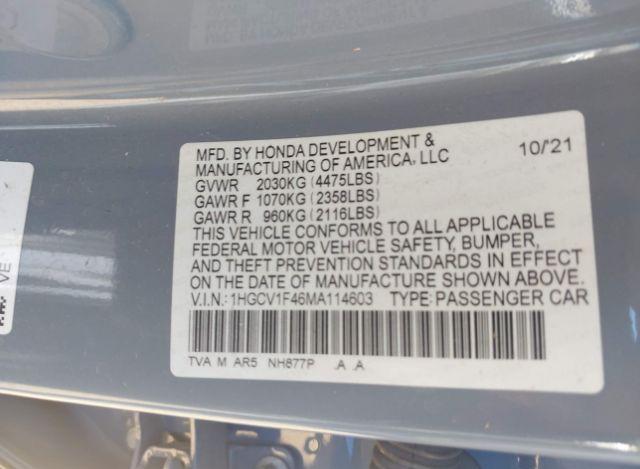 MFD. BY HONDA DEVELOPMENT & 10/21
MANUFACTURING OF AMERICA, LLC
GVWR 2030KG (4475LBS)
GAWR F 1070KG (2358LBS)
GAWR R 960KG (2116LBS)
THIS VEHICLE CONFORMS TO ALL APPLICABLE
FEDERAL MOTOR VEHICLE SAFETY, BUMPER,
AND THEFT PREVENTION STANDARDS IN EFFECT
ON THE DATE OF MANUFACTURE SHOWN ABOVE.
V.I.N.: 1HGCV1F46MA114603 TYPE: PASSENGER CAR
TVA M AR5 NH877P .A .A
VE